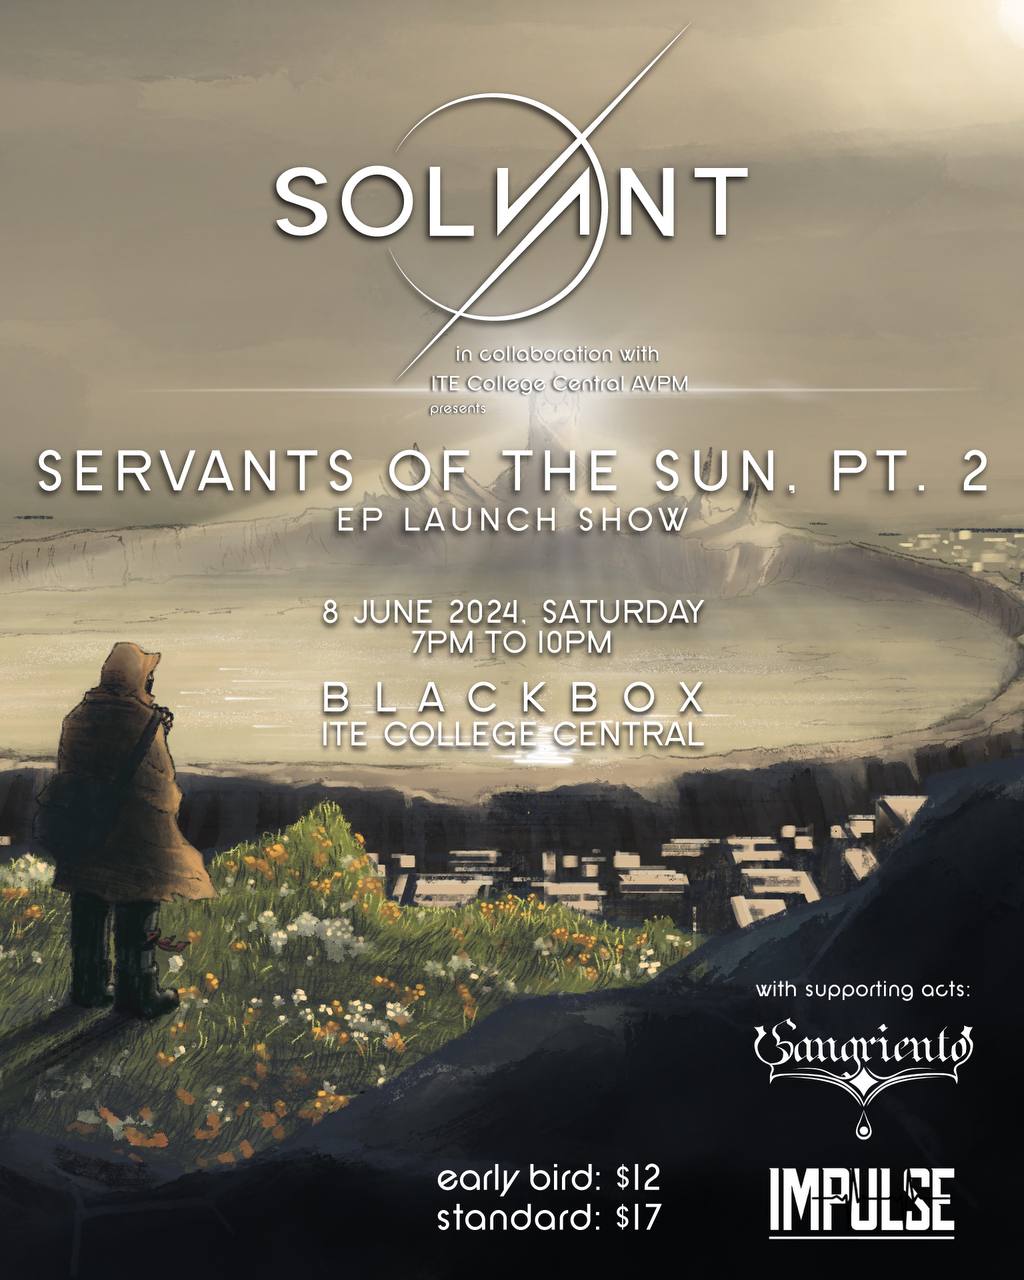 SOLVANT
in collaboration with
ITE College Central AVPM
presents
SERVANTS OF THE SUN, PT. 2
EP LAUNCH SHOW
8 JUNE 2024, SATURDAY
7PM TO 10PM
BLACKBOX
ITE COLLEGE CENTRAL
with supporting acts:
Sangriento
IMPULSE
early bird: $12
standard: $17